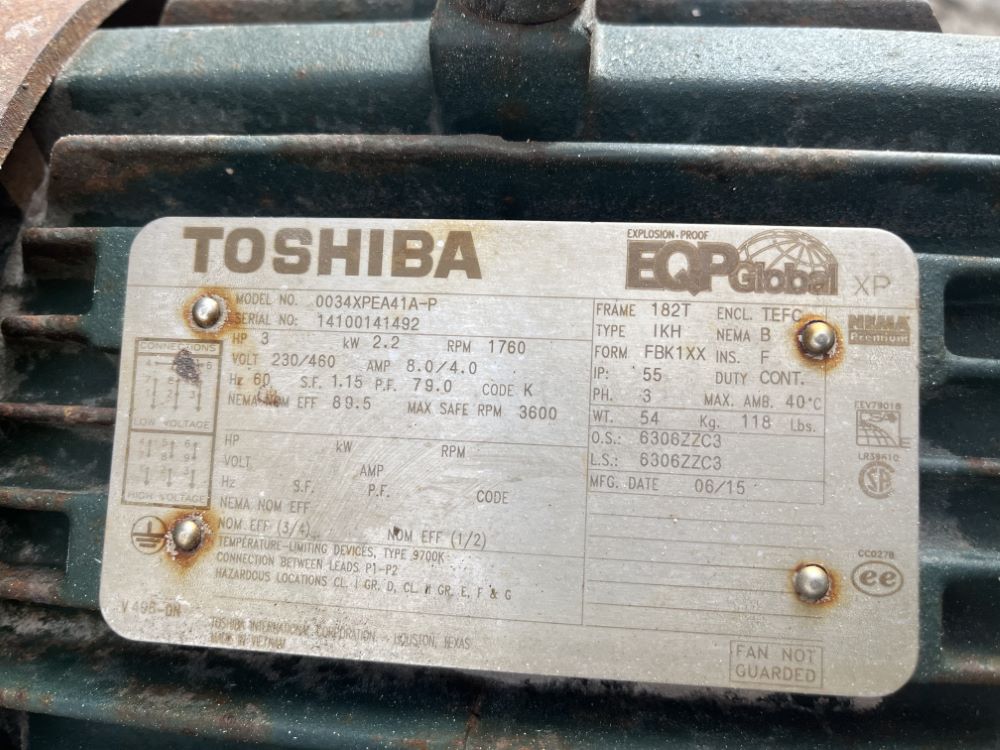 TOSHIBA
EXPLOSION-PROOF
EQP Global XP
MODEL NO. 0034XPEA41A-P
SERIAL NO: 14100141492
HP 3 kW 2.2 RPM 1760
VOLT 230/460 AMP 8.0/4.0
Hz 60 S.F. 1.15 P.F. 79.0 CODE K
NEMA NOM EFF 89.5 MAX SAFE RPM 3600
HP kW RPM
VOLT AMP
Hz S.F. P.F. CODE
NEMA NOM EFF
NOM EFF (3/4) NOM EFF (1/2)
TEMPERATURE-LIMITING DEVICES, TYPE 9700K
CONNECTION BETWEEN LEADS P1-P2
HAZARDOUS LOCATIONS CL. I GR. D, CL. II GR. E, F & G
CONNECTIONS
LOW VOLTAGE
HIGH VOLTAGE
FRAME 182T ENCL. TEFC
TYPE IKH NEMA B
FORM FBK1XX INS. F
IP: 55 DUTY CONT.
PH. 3 MAX. AMB. 40°C
WT. 54 Kg. 118 Lbs.
O.S.: 6306ZZC3
L.S.: 6306ZZC3
MFG. DATE 06/15
NEMA
Premium
EEV78018
E
LR39610
CC027B
ee
TOSHIBA INTERNATIONAL CORPORATION - HOUSTON, TEXAS
MADE IN VIETNAM
FAN NOT
GUARDED